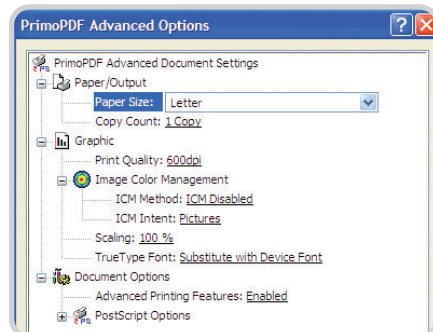 PrimoPDF Advanced Options
PrimoPDF Advanced Document Settings
Paper/Output
Paper Size: Letter
Copy Count: 1 Copy
Graphic
Print Quality: 600dpi
Image Color Management
ICM Method: ICM Disabled
ICM Intent: Pictures
Scaling: 100 %
TrueType Font: Substitute with Device Font
Document Options
Advanced Printing Features: Enabled
PostScript Options